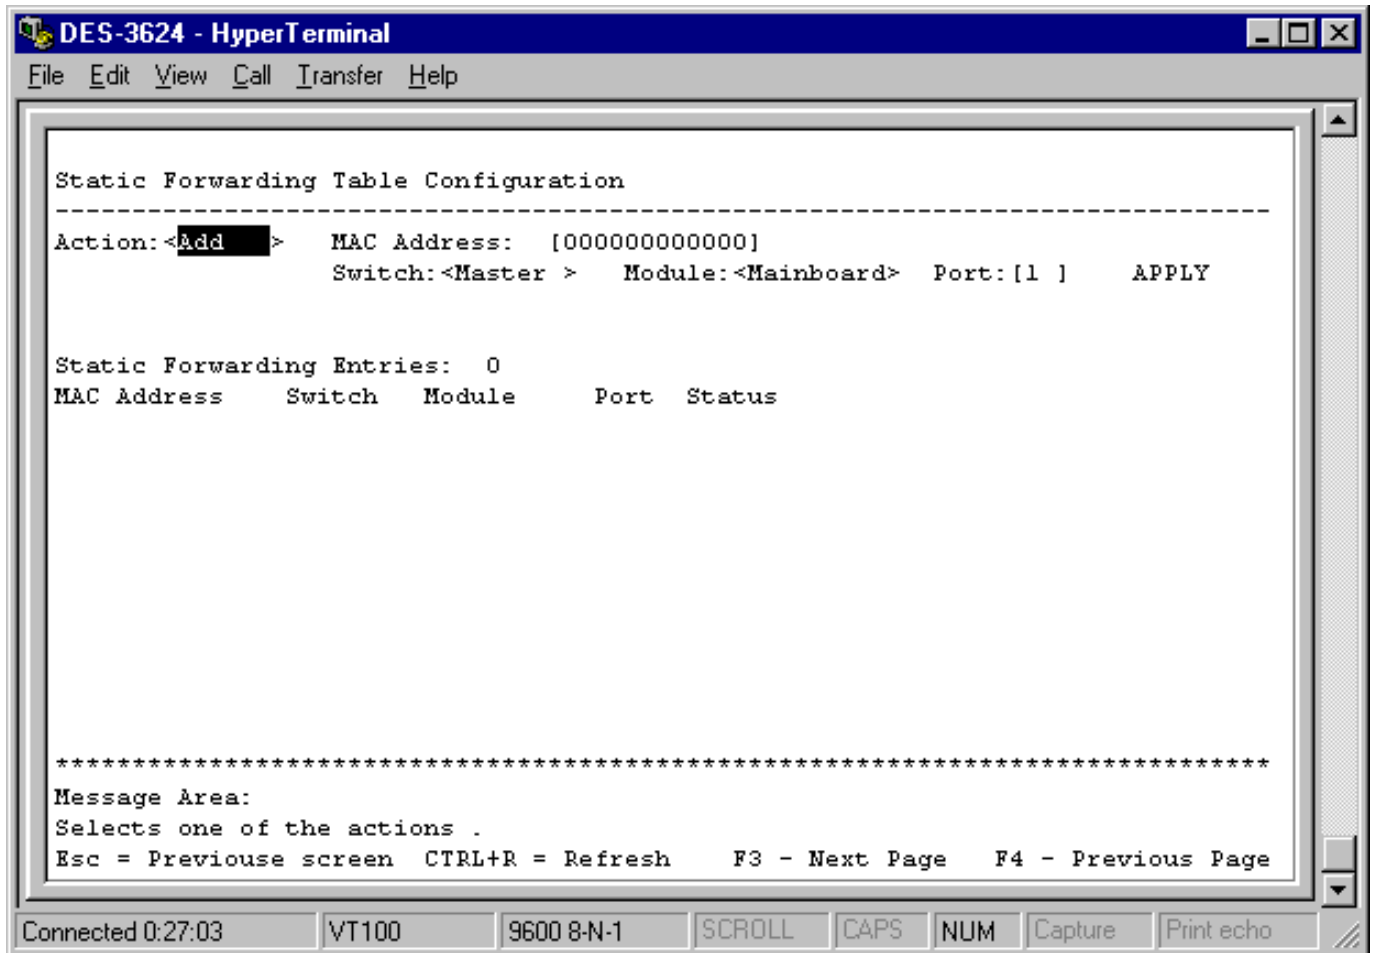 DES-3624 - HyperTerminal
File Edit View Call Transfer Help
Static Forwarding Table Configuration
-------------------------------------------------------------------------------
Action:<Add   >   MAC Address:  [000000000000]
Switch:<Master >   Module:<Mainboard>  Port:[1 ]    APPLY
Static Forwarding Entries:  0
MAC Address    Switch   Module     Port  Status
*******************************************************************************
Message Area:
Selects one of the actions .
Esc = Previouse screen  CTRL+R = Refresh    F3 - Next Page   F4 - Previous Page
Connected 0:27:03 VT100 9600 8-N-1 SCROLL CAPS NUM Capture Print echo